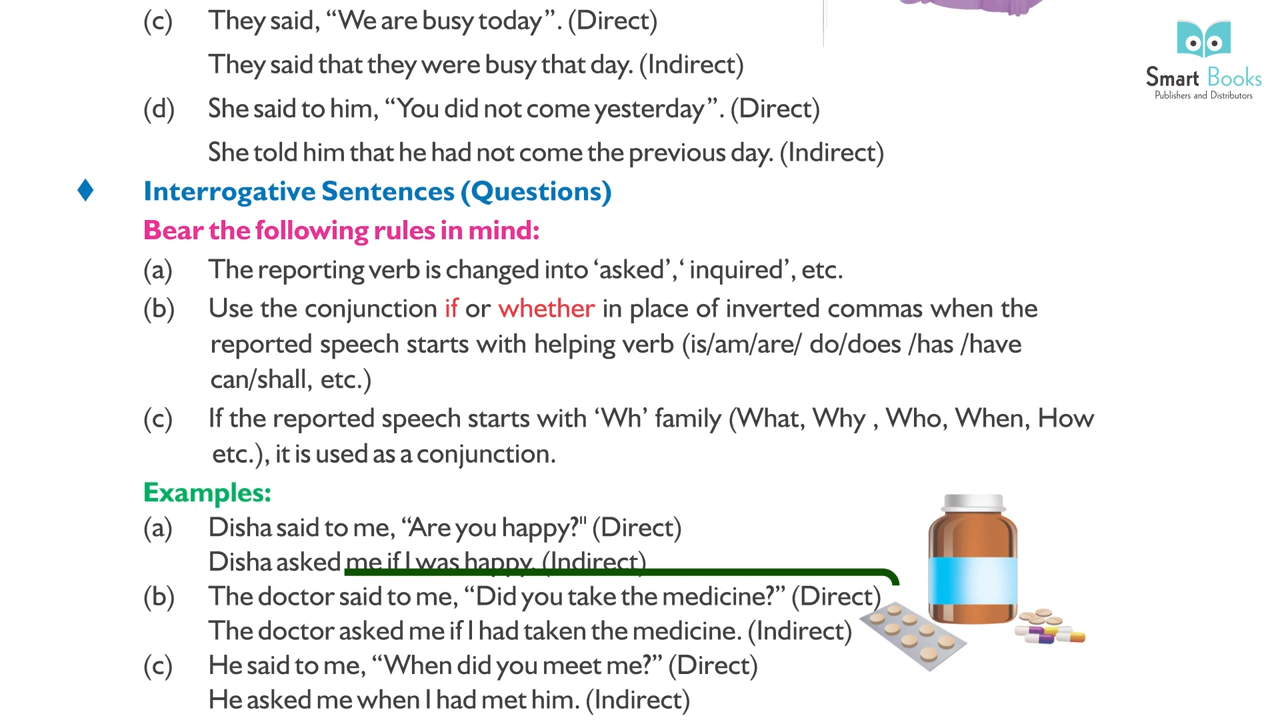 (c) They said, “We are busy today”. (Direct)
They said that they were busy that day. (Indirect)
Smart Books
Publishers and Distributors
(d) She said to him, “You did not come yesterday”. (Direct)
She told him that he had not come the previous day. (Indirect)
♦ Interrogative Sentences (Questions)
Bear the following rules in mind:
(a) The reporting verb is changed into ‘asked’,‘ inquired’, etc.
(b) Use the conjunction if or whether in place of inverted commas when the
reported speech starts with helping verb (is/am/are/ do/does /has /have
can/shall, etc.)
(c) If the reported speech starts with ‘Wh’ family (What, Why , Who, When, How
etc.), it is used as a conjunction.
Examples:
(a) Disha said to me, “Are you happy?" (Direct)
Disha asked me if I was happy. (Indirect)
(b) The doctor said to me, “Did you take the medicine?” (Direct)
The doctor asked me if I had taken the medicine. (Indirect)
(c) He said to me, “When did you meet me?” (Direct)
He asked me when I had met him. (Indirect)